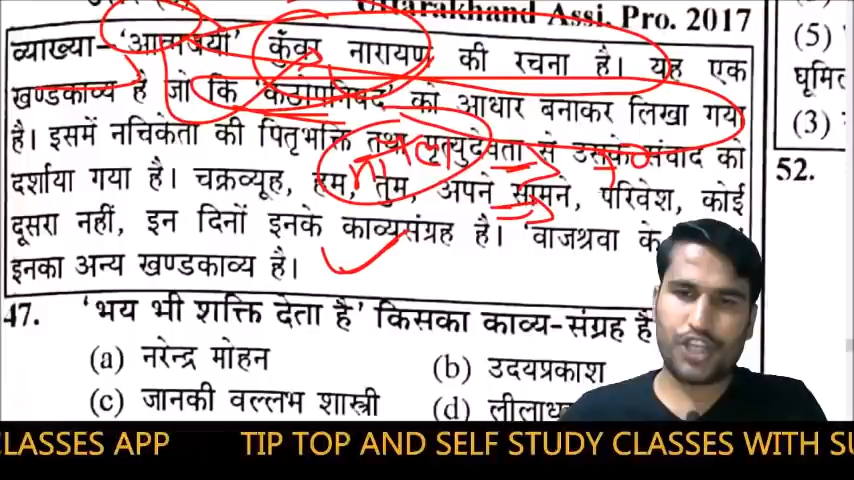 Uttarakhand Assi. Pro. 2017
व्याख्या– ‘आत्मजयी’ कुँवर नारायण की रचना है। यह एक
खण्डकाव्य है जो कि ‘कठोपनिषद’ को आधार बनाकर लिखा गया
है। इसमें नचिकेता की पितृभक्ति तथा मृत्युदेवता से उसके संवाद को
दर्शाया गया है। चक्रव्यूह, हम, तुम, अपने सामने, परिवेश, कोई
दूसरा नहीं, इन दिनों इनके काव्यसंग्रह है। ‘वाजश्रवा के
इनका अन्य खण्डकाव्य है।
47. ‘भय भी शक्ति देता है’ किसका काव्य-संग्रह है
(a) नरेन्द्र मोहन (b) उदयप्रकाश
(c) जानकी वल्लभ शास्त्री (d)
(5)
(3)
52.
CLASSES APP TIP TOP AND SELF STUDY CLASSES WITH